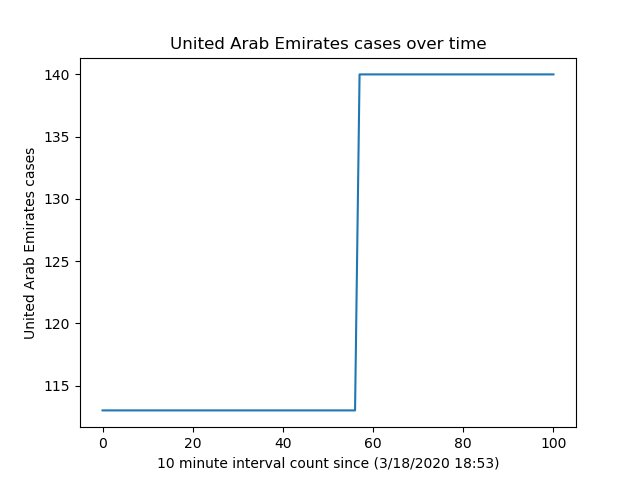 United Arab Emirates cases over time
140
135
130
125
120
115
United Arab Emirates cases
0 20 40 60 80 100
10 minute interval count since (3/18/2020 18:53)